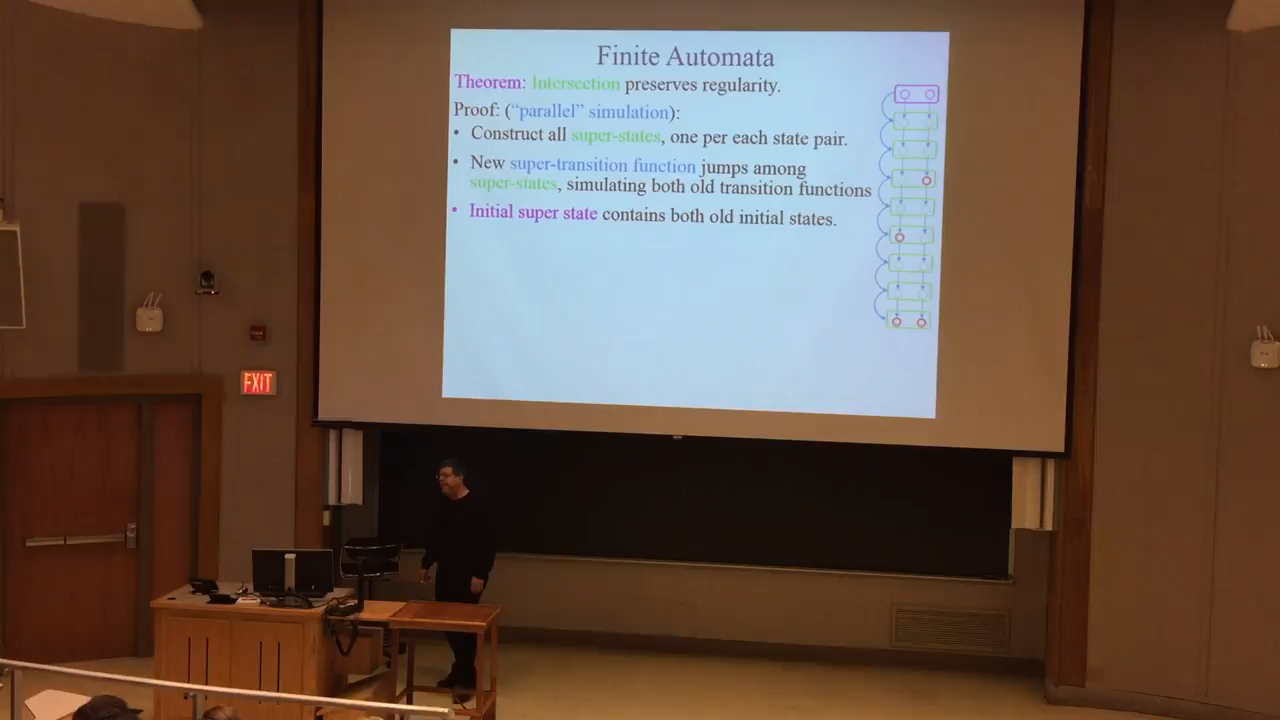 Finite Automata
Theorem: Intersection preserves regularity.
Proof: (“parallel” simulation):
• Construct all super-states, one per each state pair.
• New super-transition function jumps among
super-states, simulating both old transition functions
• Initial super state contains both old initial states.
EXIT